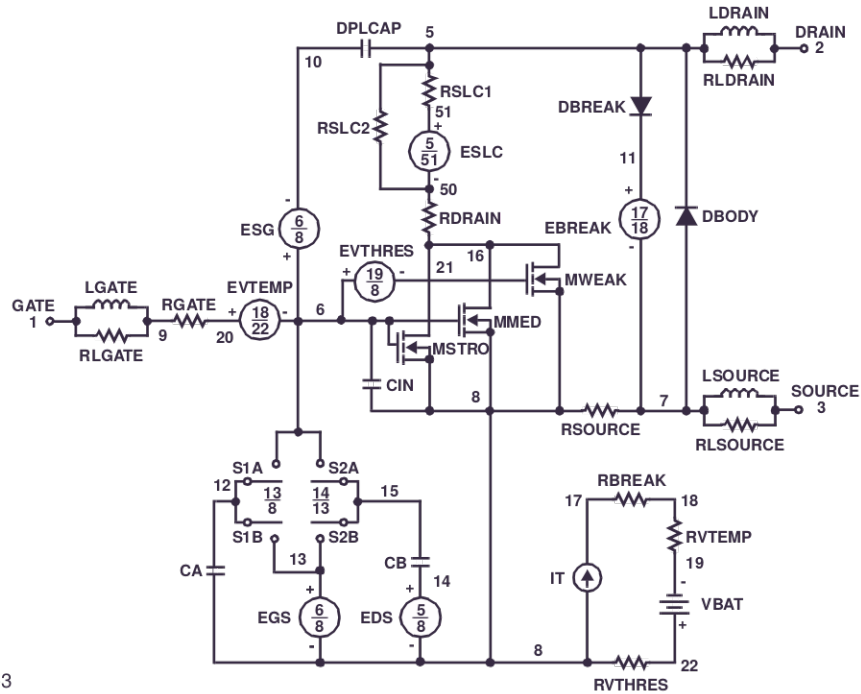 LDRAIN
DPLCAP 5 DRAIN
10 2
RSLC1 RLDRAIN
51
DBREAK
+
RSLC2
5
51
ESLC
11
-
50
-
RDRAIN
+
ESG 6
8
EBREAK 17
18
DBODY
+
EVTHRES
16
-
+ 19
8 -
21
MWEAK
LGATE
EVTEMP
GATE
1
RGATE
+ 18
22 -
6
MMED
9
20
RLGATE
MSTRO
LSOURCE
CIN
SOURCE
8
7
3
RSOURCE
RLSOURCE
S1A S2A
12 13
8
14
13
15
RBREAK
17 18
S1B S2B
RVTEMP
13
CB
19
CA
14
IT
-
+ +
VBAT
EGS 6
8
EDS 5
8
+
- -
8
22
RVTHRES
3